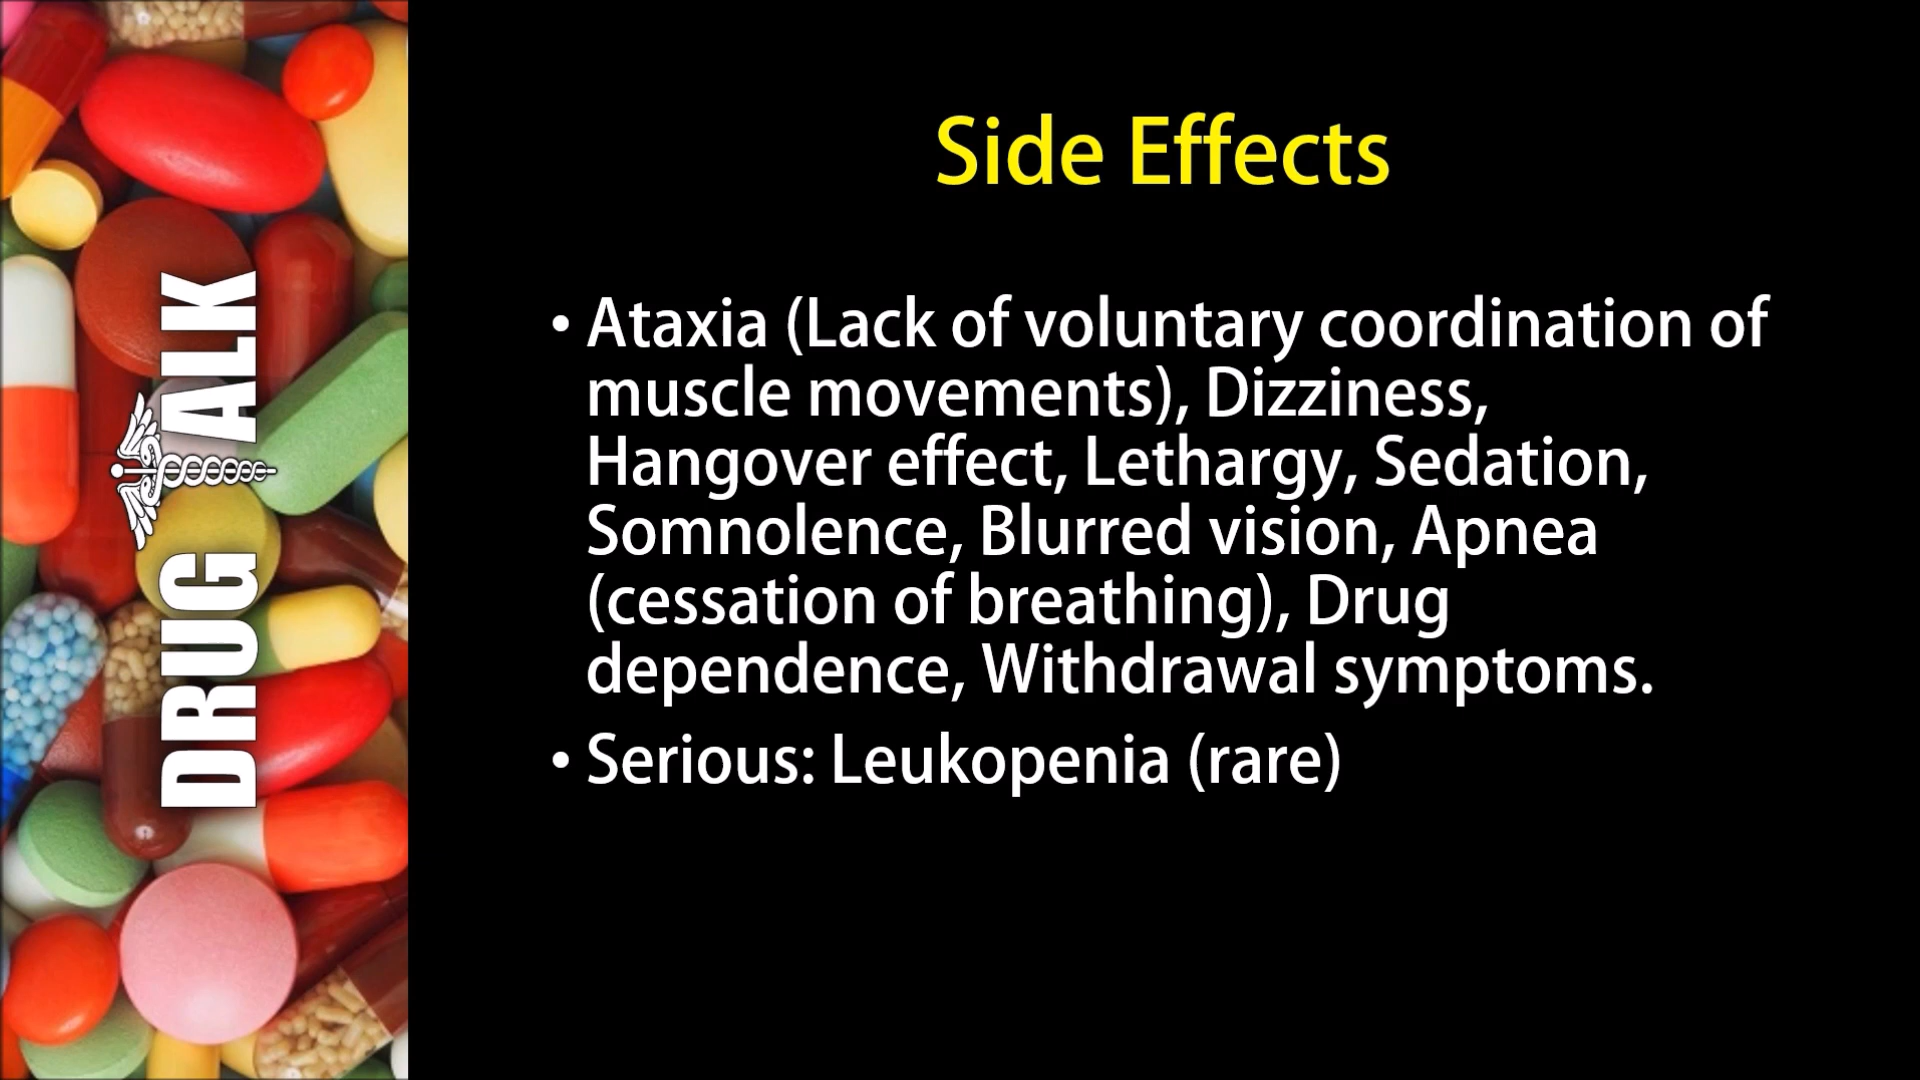 DRUG ALK
Side Effects
• Ataxia (Lack of voluntary coordination of
muscle movements), Dizziness,
Hangover effect, Lethargy, Sedation,
Somnolence, Blurred vision, Apnea
(cessation of breathing), Drug
dependence, Withdrawal symptoms.
• Serious: Leukopenia (rare)